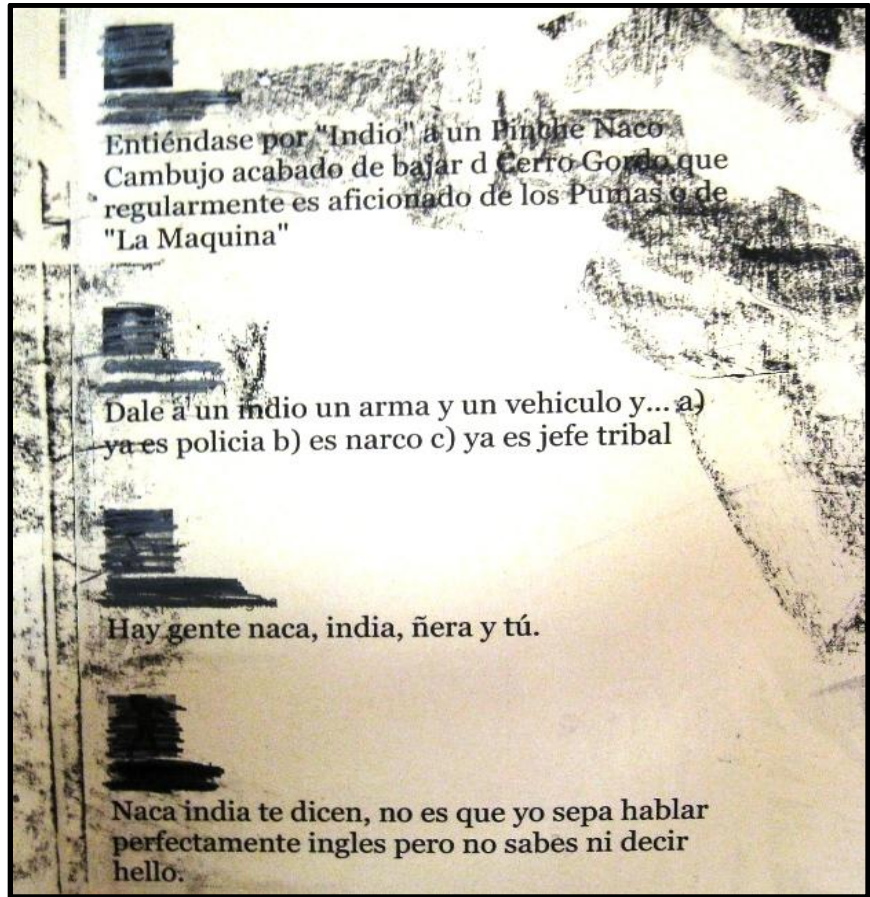 Entiéndase por "Indio" a un Pinche Naco
Cambujo acabado de bajar d Cerro Gordo que
regularmente es aficionado de los Pumas o de
"La Maquina"
Dale a un indio un arma y un vehiculo y... a)
ya es policia b) es narco c) ya es jefe tribal
Hay gente naca, india, ñera y tú.
Naca india te dicen, no es que yo sepa hablar
perfectamente ingles pero no sabes ni decir
hello.